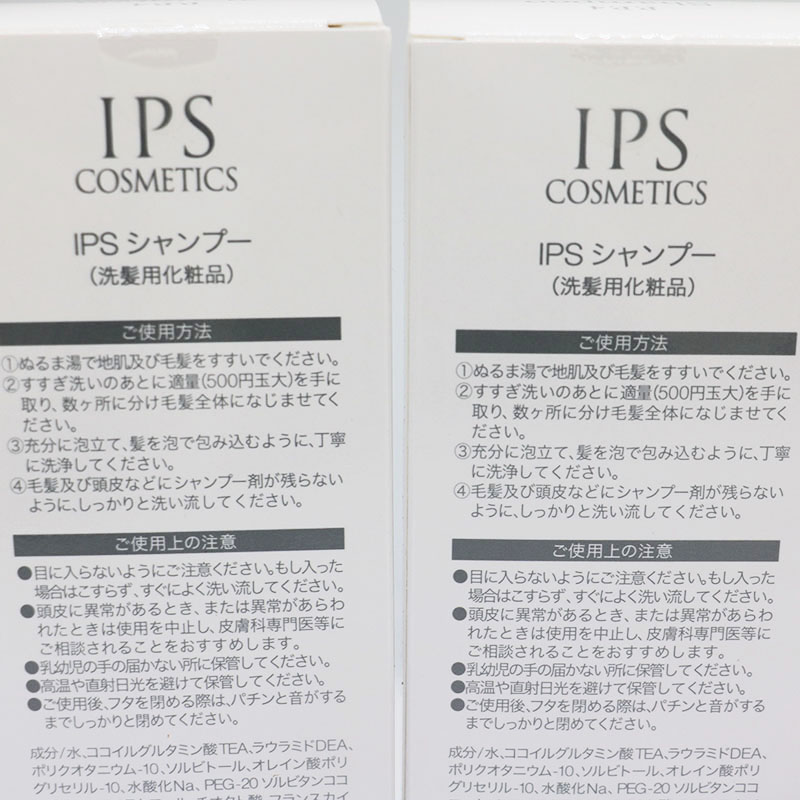 IPS
COSMETICS
IPS シャンプー
(洗髪用化粧品)
ご使用方法
①ぬるま湯で地肌及び毛髪をすすいでください。
②すすぎ洗いのあとに適量(500円玉大)を手に
取り、数ヶ所に分け毛髪全体になじませてく
ださい。
③充分に泡立て、髪を泡で包み込むように、丁寧
に洗浄してください。
④毛髪及び頭皮などにシャンプー剤が残らない
ように、しっかりと洗い流してください。
ご使用上の注意
●目に入らないようにご注意ください。もし入った
場合はこすらず、すぐによく洗い流してください。
●頭皮に異常があるとき、または異常があらわ
れたときは使用を中止し、皮膚科専門医等に
ご相談されることをおすすめします。
●乳幼児の手の届かない所に保管してください。
●高温や直射日光を避けて保管してください。
●ご使用後、フタを閉める際は、パチンと音がする
までしっかりと閉めてください。
成分/水、ココイルグルタミン酸TEA、ラウラミドDEA、
ポリクオタニウム-10、ソルビトール、オレイン酸ポリ
グリセリル-10、水酸化Na、PEG-20ソルビタンココ
IPS
COSMETICS
IPS シャンプー
(洗髪用化粧品)
ご使用方法
①ぬるま湯で地肌及び毛髪をすすいでください。
②すすぎ洗いのあとに適量(500円玉大)を手に
取り、数ヶ所に分け毛髪全体になじませてく
ださい。
③充分に泡立て、髪を泡で包み込むように、丁寧
に洗浄してください。
④毛髪及び頭皮などにシャンプー剤が残らない
ように、しっかりと洗い流してください。
ご使用上の注意
●目に入らないようにご注意ください。もし入った
場合はこすらず、すぐによく洗い流してください。
●頭皮に異常があるとき、または異常があらわ
れたときは使用を中止し、皮膚科専門医等に
ご相談されることをおすすめします。
●乳幼児の手の届かない所に保管してください。
●高温や直射日光を避けて保管してください。
●ご使用後、フタを閉める際は、パチンと音がする
までしっかりと閉めてください。
成分/水、ココイルグルタミン酸TEA、ラウラミドDEA、
ポリクオタニウム-10、ソルビトール、オレイン酸ポリ
グリセリル-10、水酸化Na、PEG-20ソルビタンココ